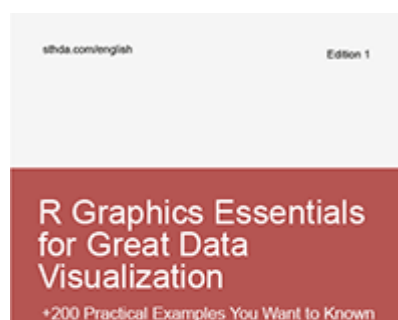 sthda.com/english
Edition 1
R Graphics Essentials
for Great Data
Visualization
+200 Practical Examples You Want to Known